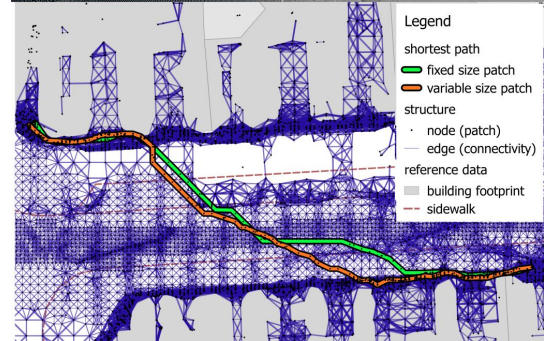 Legend
shortest path
fixed size patch
variable size patch
structure
node (patch)
edge (connectivity)
reference data
building footprint
sidewalk